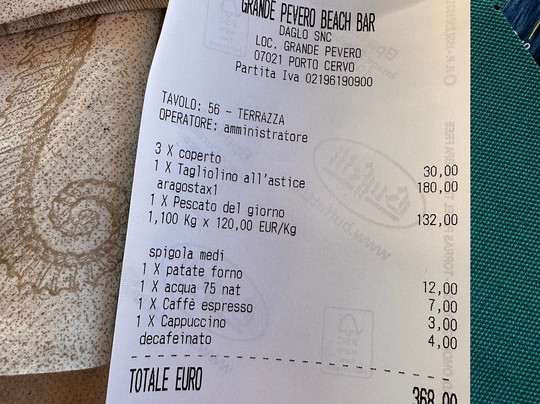 GRANDE PEVERO BEACH BAR
DAGLO SNC
LOC. GRANDE PEVERO
07021 PORTO CERVO
Partita Iva 02196190900
TAVOLO: 56 - TERRAZZA
OPERATORE: amministratore
3 X coperto 30,00
1 X Tagliolino all'astice 180,00
aragostax1
1 X Pescato del giorno 132,00
1,100 Kg x 120,00 EUR/Kg
spigola medi
1 X patate forno 12,00
1 X acqua 75 nat 7,00
1 X Caffè espresso 3,00
1 X Cappuccino 4,00
decafeinato
TOTALE EURO 368,00